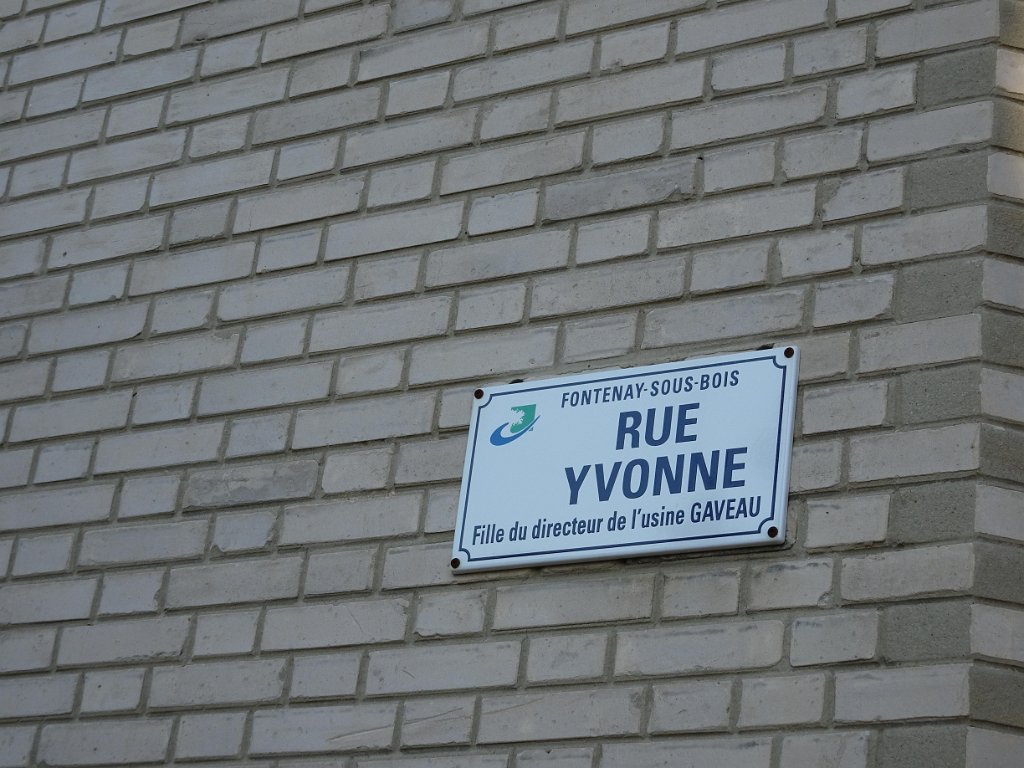 FONTENAY-SOUS-BOIS
RUE
YVONNE
Fille du directeur de l'usine GAVEAU